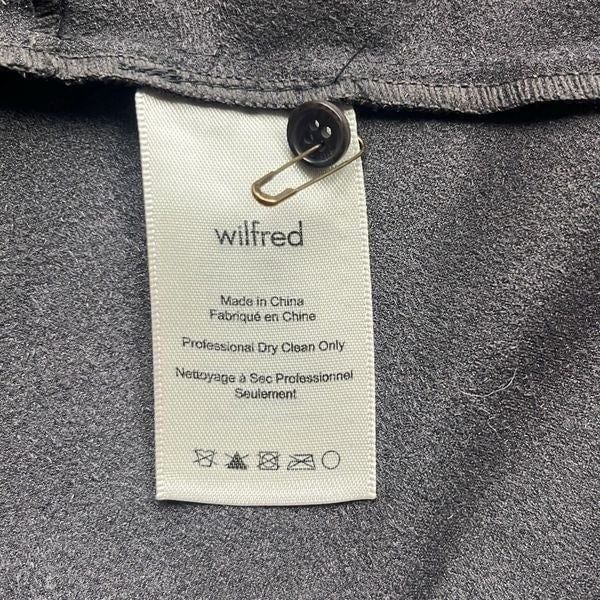 wilfred
Made in China
Fabriqué en Chine
Professional Dry Clean Only
Nettoyage à Sec Professionnel
Seulement